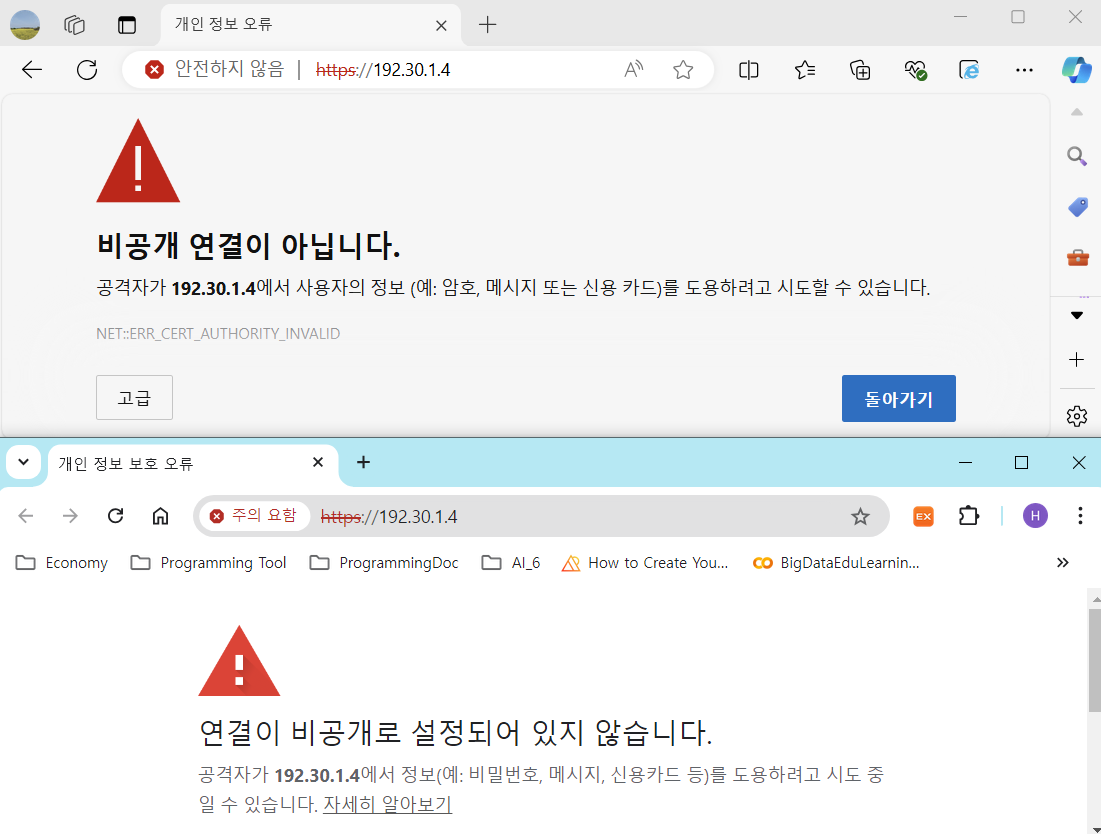 개인 정보 오류
안전하지 않음 | https://192.30.1.4
비공개 연결이 아닙니다.
공격자가 192.30.1.4에서 사용자의 정보 (예: 암호, 메시지 또는 신용 카드)를 도용하려고 시도할 수 있습니다.
NET::ERR_CERT_AUTHORITY_INVALID
고급
돌아가기
개인 정보 보호 오류
주의 요함 https://192.30.1.4
EX
H
Economy Programming Tool ProgrammingDoc AI_6 How to Create You... BigDataEduLearnin...
연결이 비공개로 설정되어 있지 않습니다.
공격자가 192.30.1.4에서 정보(예: 비밀번호, 메시지, 신용카드 등)를 도용하려고 시도 중
일 수 있습니다. 자세히 알아보기